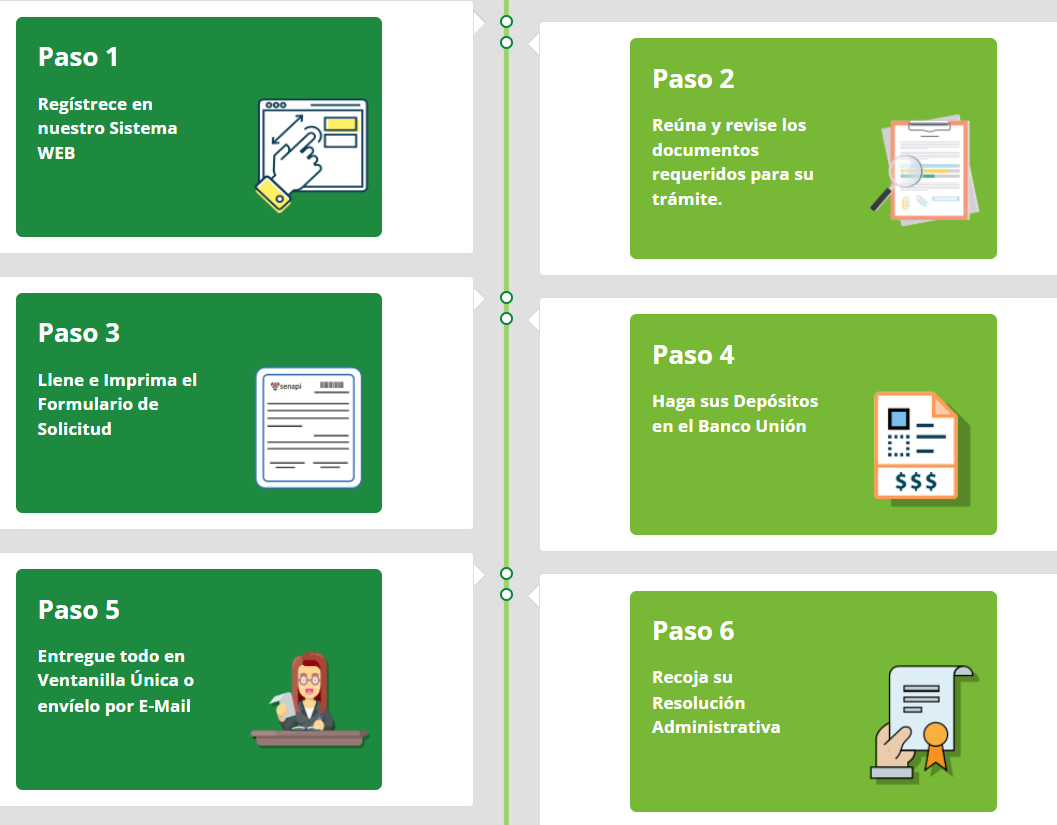 Paso 1
Regístrece en
nuestro Sistema
WEB
Paso 2
Reúna y revise los
documentos
requeridos para su
trámite.
Paso 3
Llene e Imprima el
Formulario de
Solicitud
senapi
Paso 4
Haga sus Depósitos
en el Banco Unión
$$$
Paso 5
Entregue todo en
Ventanilla Única o
envíelo por E-Mail
Paso 6
Recoja su
Resolución
Administrativa